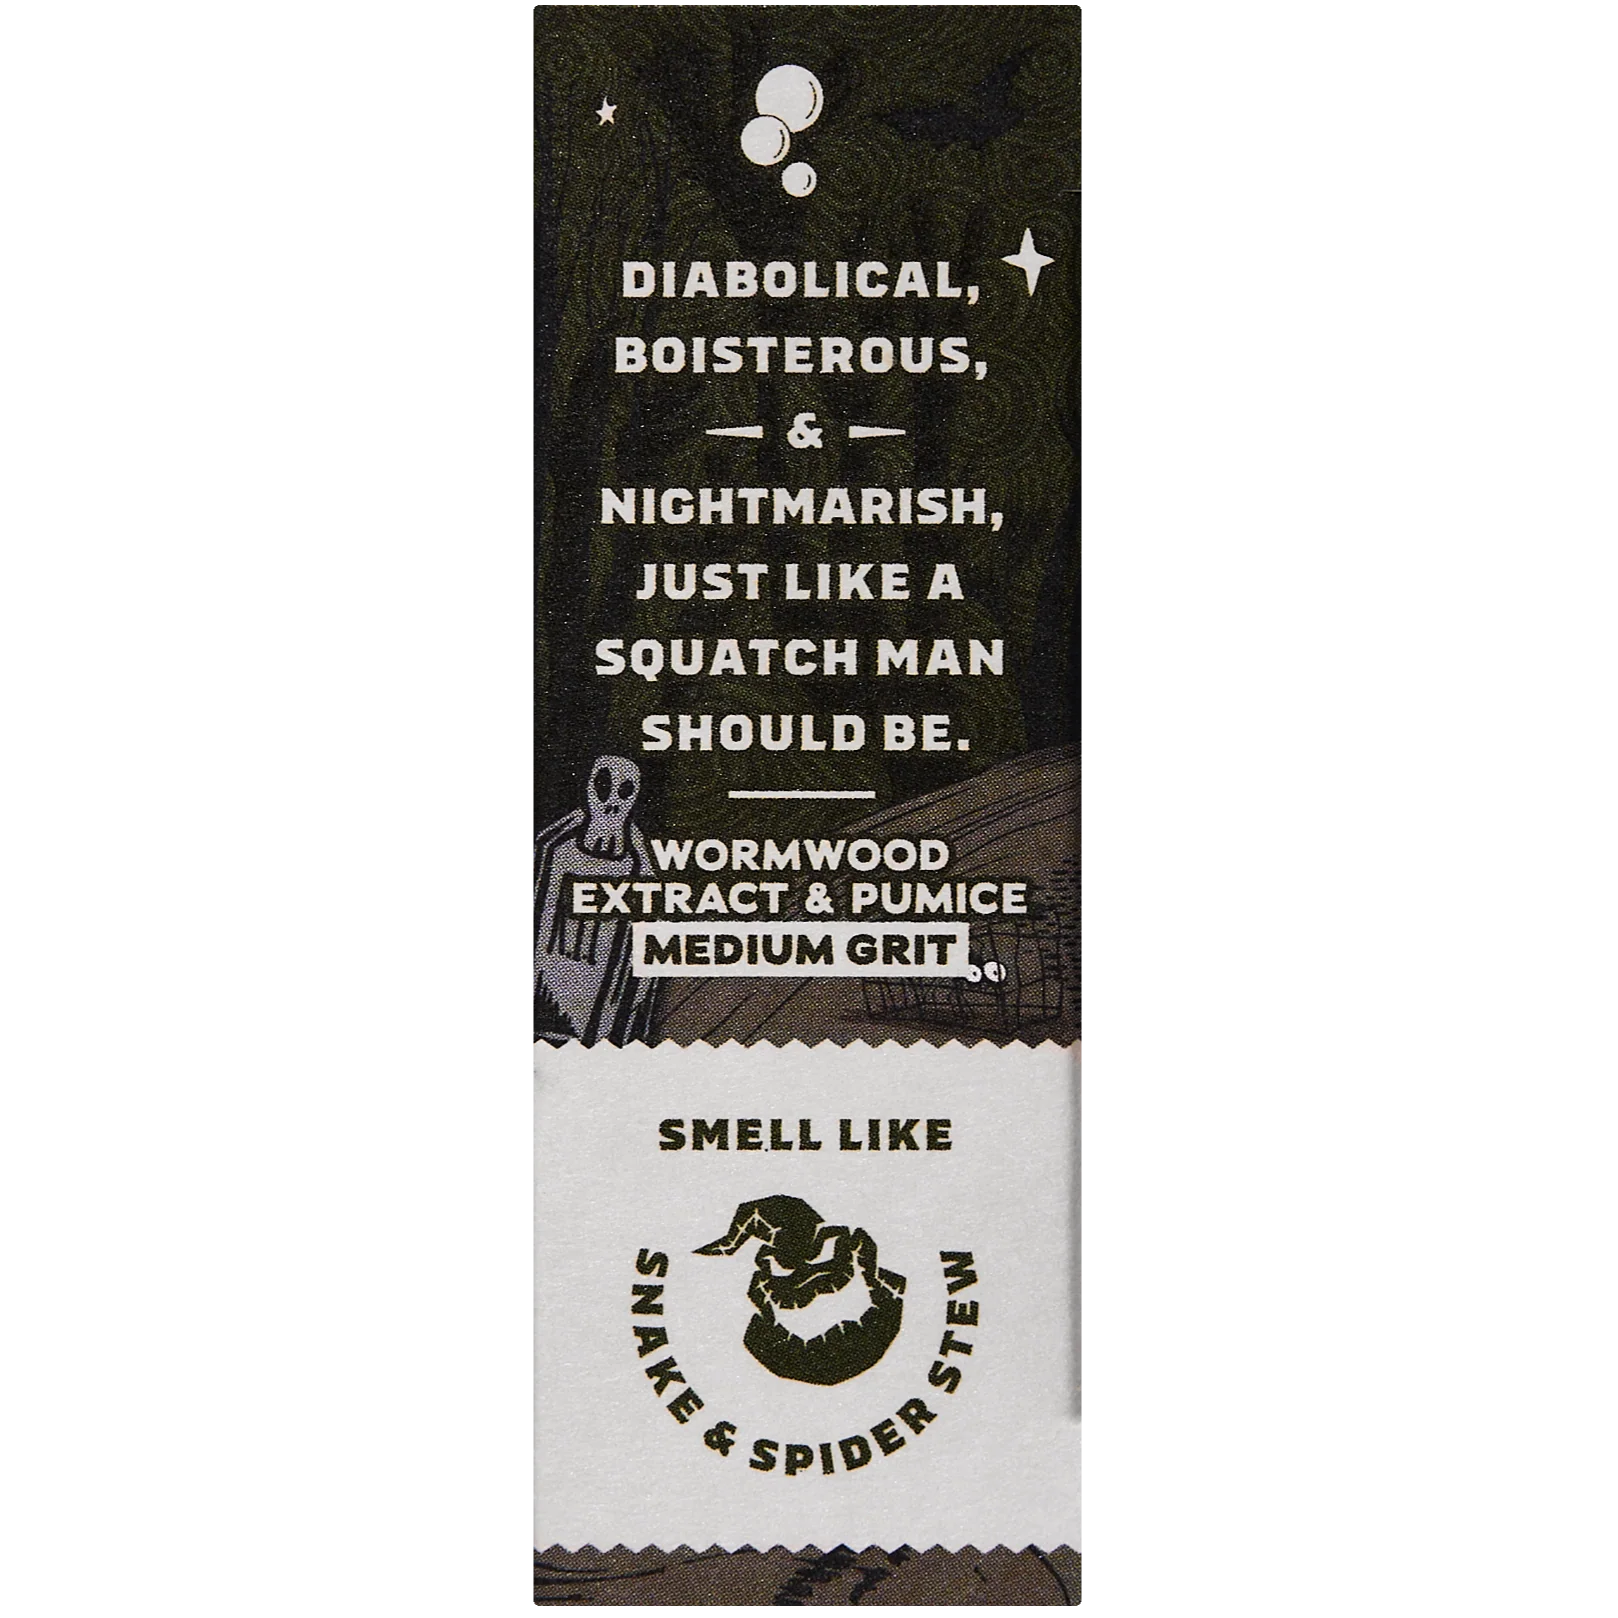 DIABOLICAL,
BOISTEROUS,
&
NIGHTMARISH,
JUST LIKE A
SQUATCH MAN
SHOULD BE.
WORMWOOD
EXTRACT & PUMICE
MEDIUM GRIT
SMELL LIKE
SNAKE & SPIDER STEW